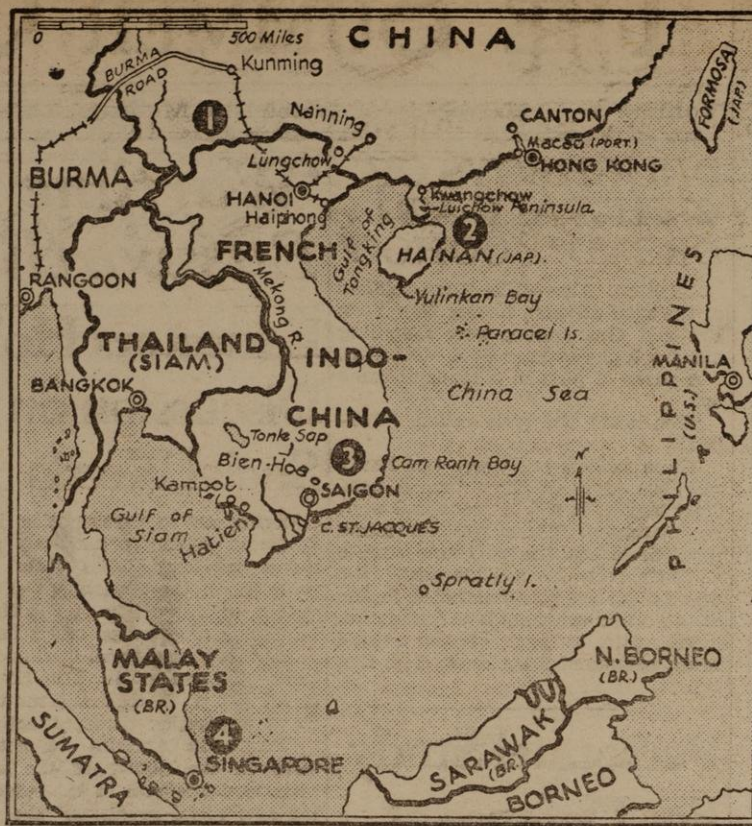 0 500 Miles
CHINA
BURMA
ROAD
Kunming
FORMOSA
(JAP.)
1
Nanning
CANTON
Macau (PORT.)
HONG KONG
Lungchow
BURMA
HANOI
Haiphong
Kwangchow
Luichow Peninsula
2
FRENCH
Gulf of
Tongking
HAINAN (JAP.)
RANGOON
Mekong R.
Yulinkan Bay
Paracel Is.
THAILAND
(SIAM)
INDO-
CHINA
PHILIPPINES
(U.S.)
MANILA
BANGKOK
China Sea
Tonle Sap
Bien-Hoa
3
Cam Ranh Bay
N
Kampot
SAIGON
Gulf of
Siam
Hatien
C. ST. JACQUES
Spratly I.
MALAY
STATES
(BR.)
N. BORNEO
(BR.)
4
SINGAPORE
SUMATRA
SARAWAK
(BR.)
BORNEO